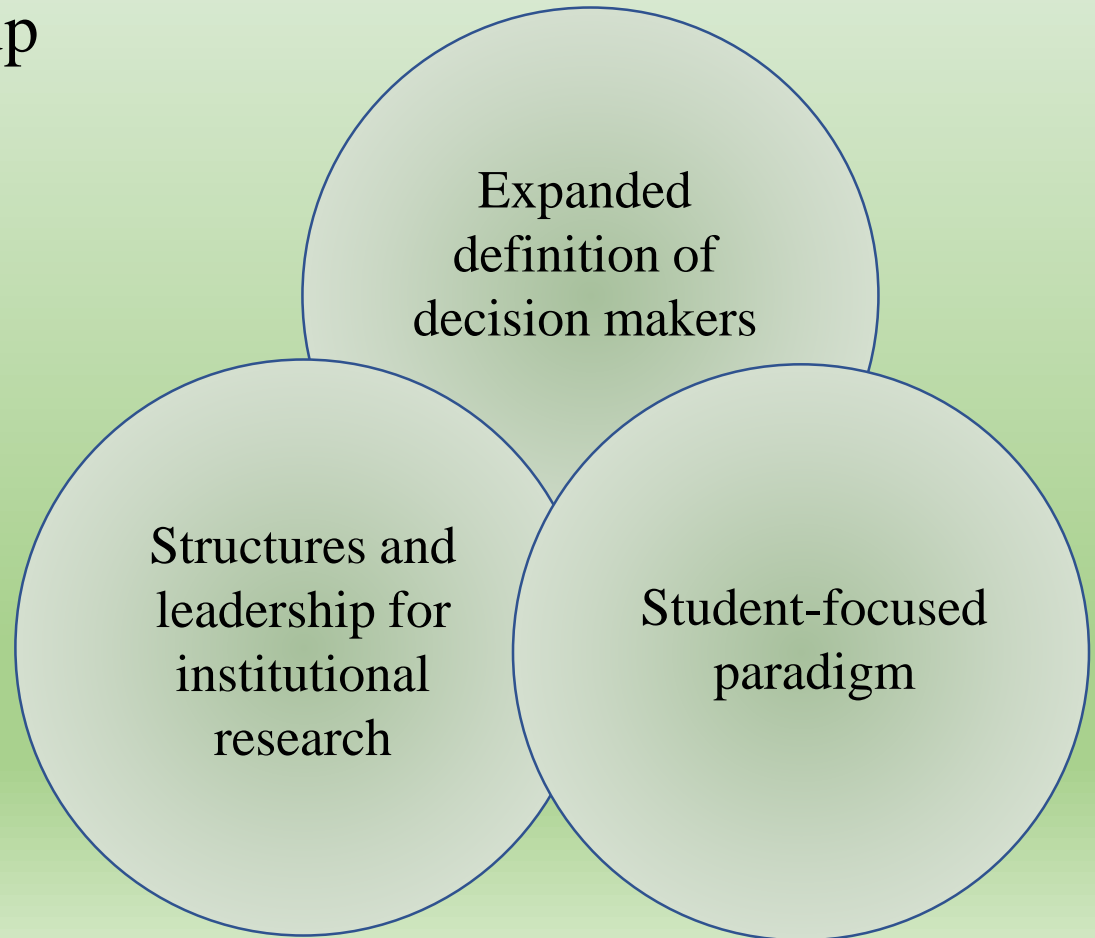 Expanded
definition of
decision makers
Structures and
leadership for
institutional
research
Student-focused
paradigm